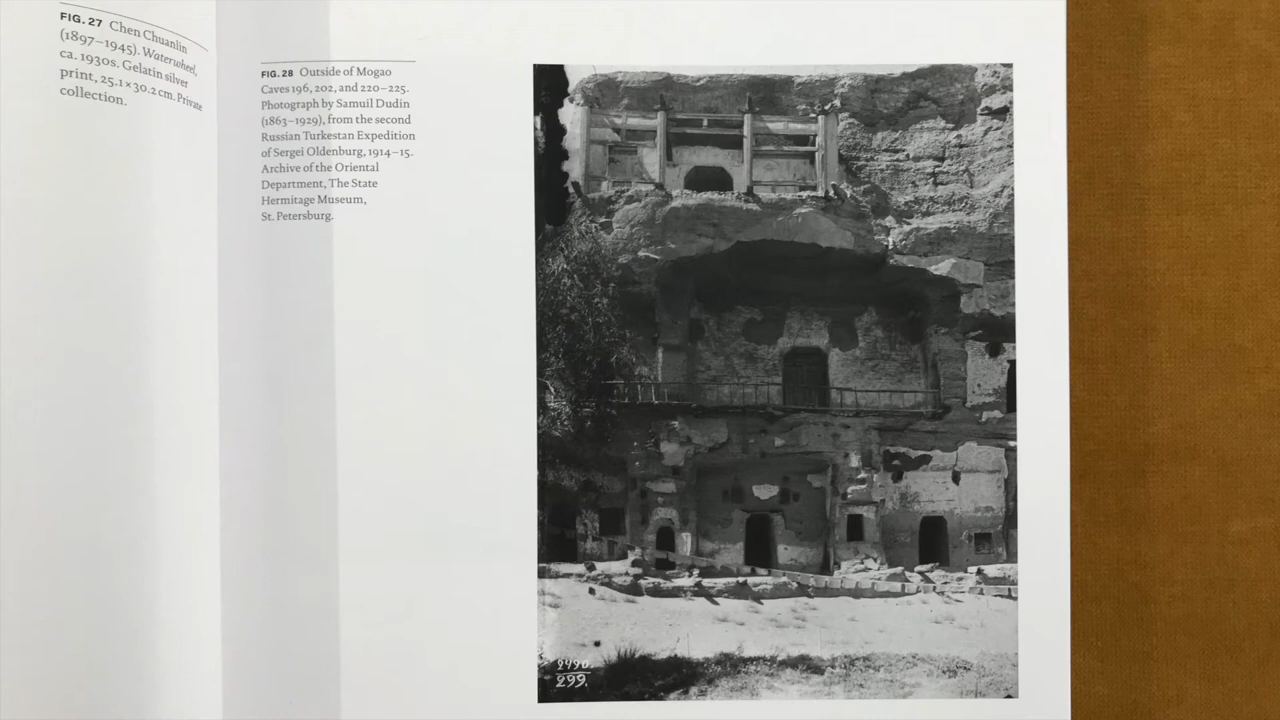 FIG. 27 Chen Chuanlin
(1897–1945). Waterwheel,
ca. 1930s. Gelatin silver
print, 25.1 × 30.2 cm. Private
collection.
FIG. 28 Outside of Mogao
Caves 196, 202, and 220–225.
Photograph by Samuil Dudin
(1863–1929), from the second
Russian Turkestan Expedition
of Sergei Oldenburg, 1914–15.
Archive of the Oriental
Department, The State
Hermitage Museum,
St. Petersburg.
2490.
299.